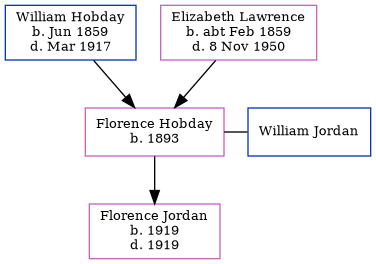 William Hobday
b. Jun 1859
d. Mar 1917
Elizabeth Lawrence
b. abt Feb 1859
d. 8 Nov 1950
Florence Hobday
b. 1893
William Jordan
Florence Jordan
b. 1919
d. 1919